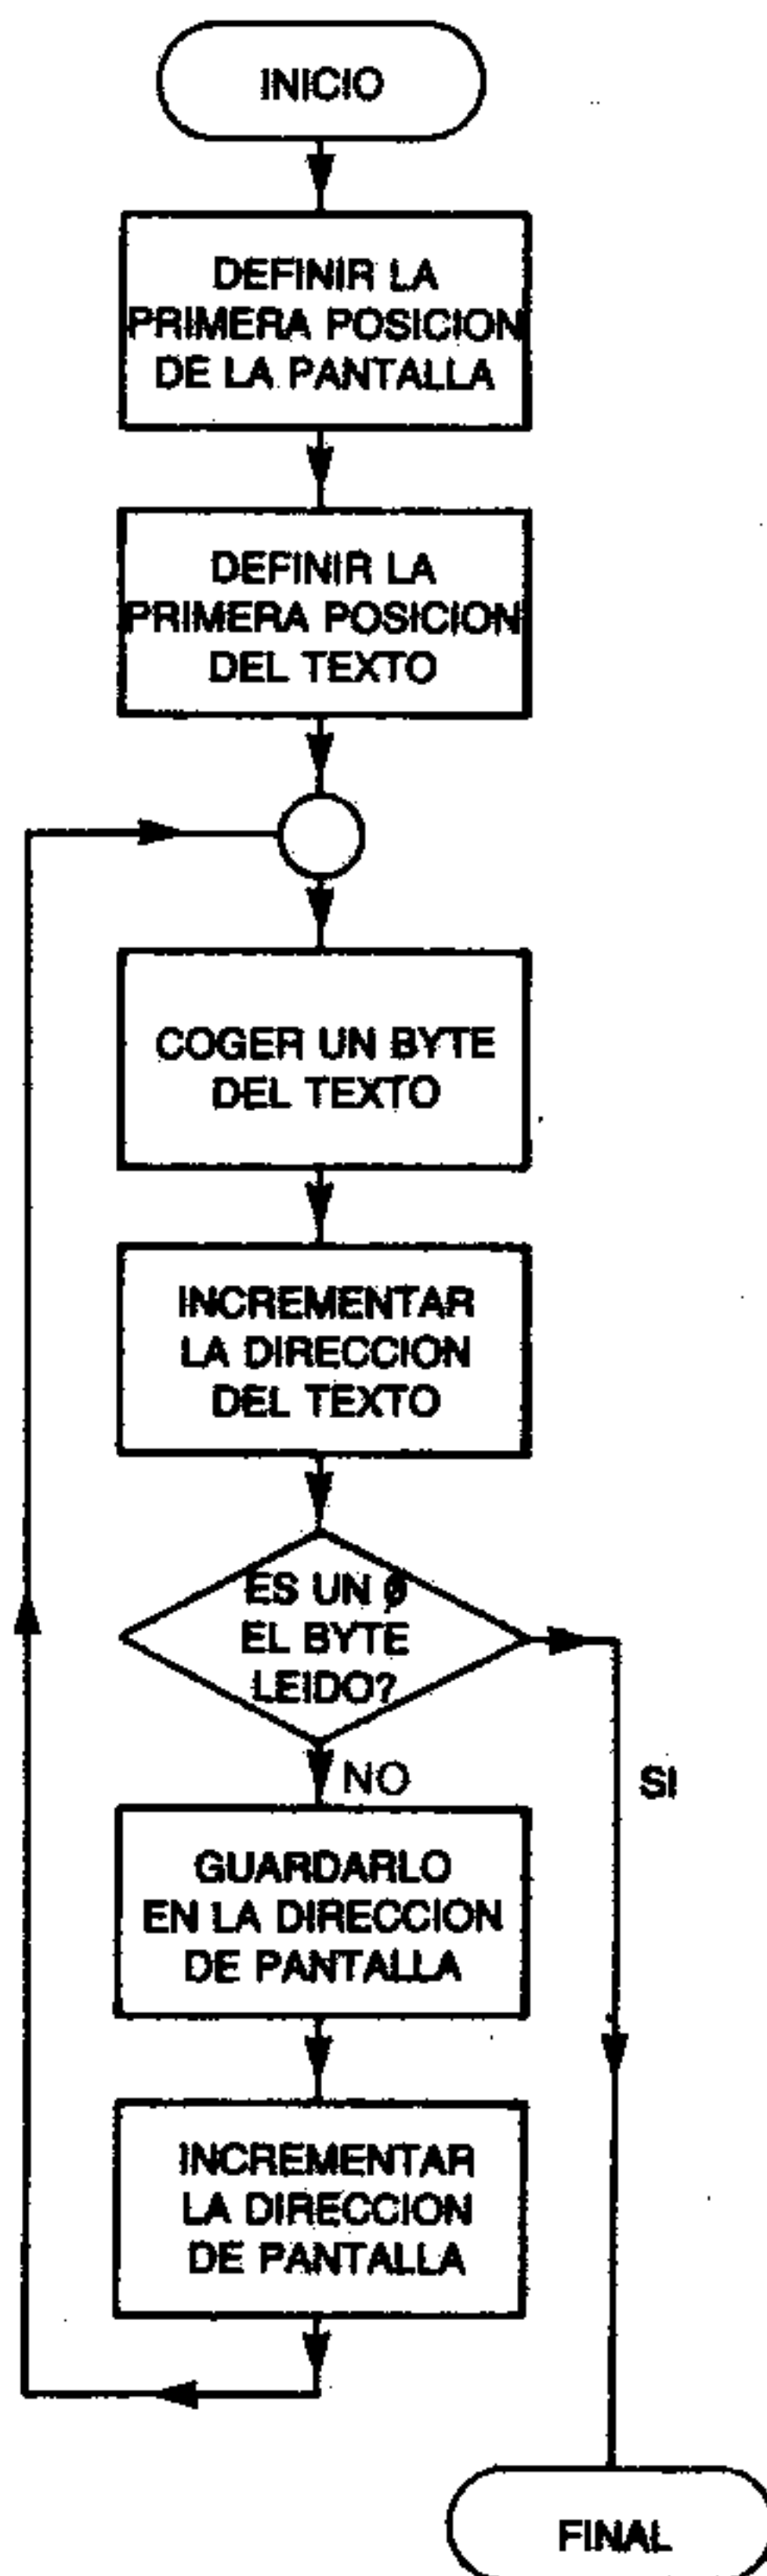 INICIO
DEFINIR LA
PRIMERA POSICION
DE LA PANTALLA
DEFINIR LA
PRIMERA POSICION
DEL TEXTO
COGER UN BYTE
DEL TEXTO
INCREMENTAR
LA DIRECCION
DEL TEXTO
ES UN Ø
EL BYTE
LEIDO?
NO
SI
GUARDARLO
EN LA DIRECCION
DE PANTALLA
INCREMENTAR
LA DIRECCION
DE PANTALLA
FINAL